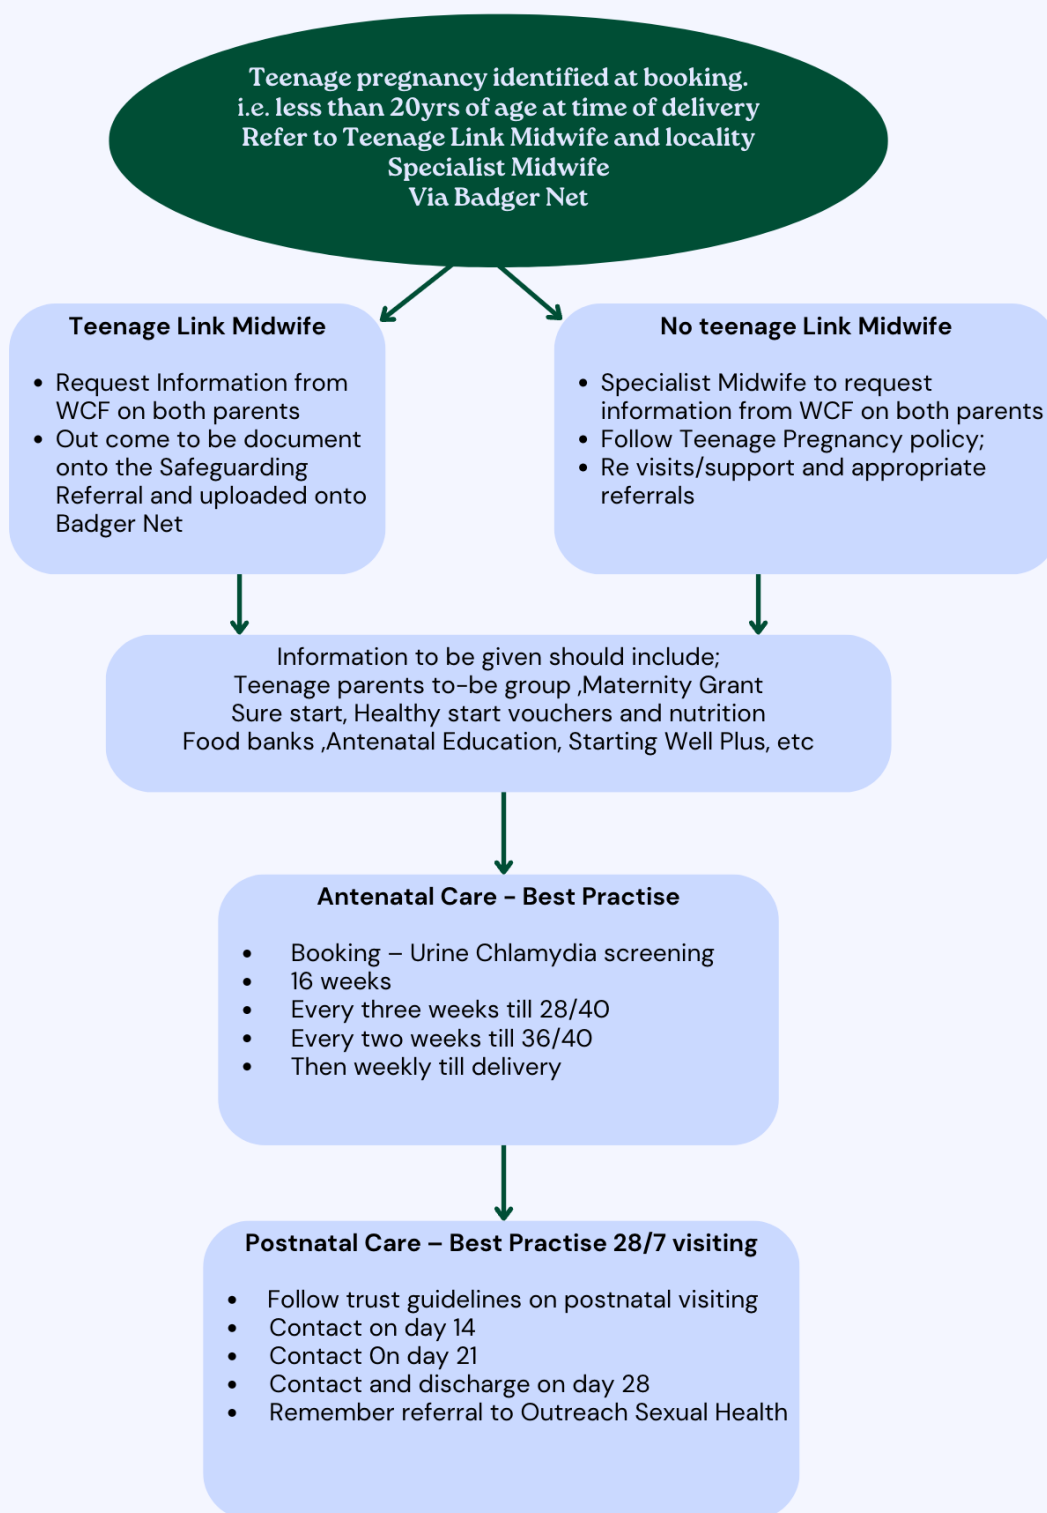 Teenage pregnancy identified at booking.
i.e. less than 20yrs of age at time of delivery
Refer to Teenage Link Midwife and locality
Specialist Midwife
Via Badger Net
Teenage Link Midwife
• Request Information from
WCF on both parents
• Out come to be document
onto the Safeguarding
Referral and uploaded onto
Badger Net
No teenage Link Midwife
• Specialist Midwife to request
information from WCF on both parents
• Follow Teenage Pregnancy policy;
• Re visits/support and appropriate
referrals
Information to be given should include;
Teenage parents to-be group ,Maternity Grant
Sure start, Healthy start vouchers and nutrition
Food banks ,Antenatal Education, Starting Well Plus, etc
Antenatal Care - Best Practise
• Booking – Urine Chlamydia screening
• 16 weeks
• Every three weeks till 28/40
• Every two weeks till 36/40
• Then weekly till delivery
Postnatal Care – Best Practise 28/7 visiting
• Follow trust guidelines on postnatal visiting
• Contact on day 14
• Contact 0n day 21
• Contact and discharge on day 28
• Remember referral to Outreach Sexual Health